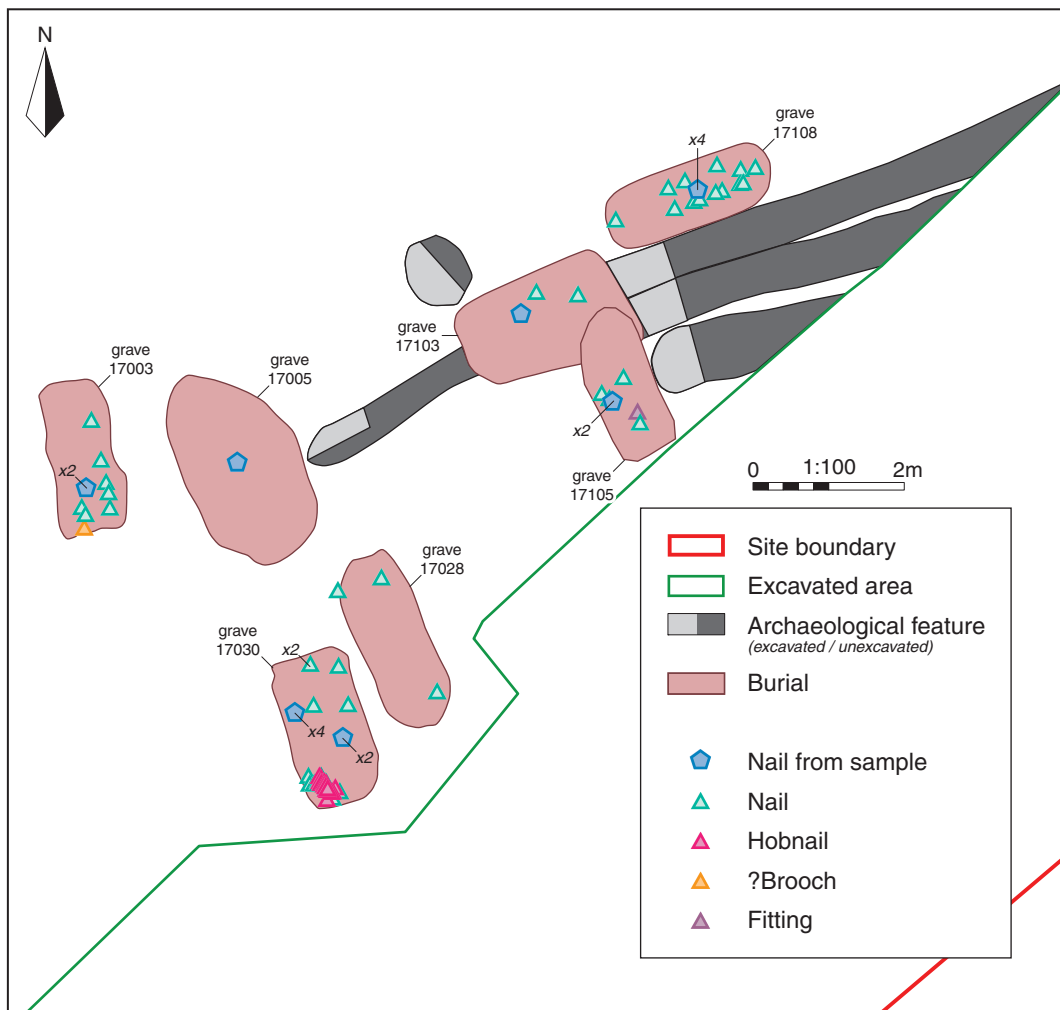 N
grave
17108
x4
grave
17103
grave
17003
grave
17005
x2
x2
grave
17105
0 1:100 2m
grave
17028
grave
17030
x2
x4
x2
Site boundary
Excavated area
Archaeological feature
(excavated / unexcavated)
Burial
Nail from sample
Nail
Hobnail
?Brooch
Fitting